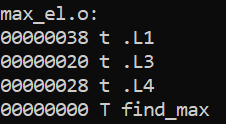 max_el.o:
00000038 t .L1
00000020 t .L3
00000028 t .L4
00000000 T find_max